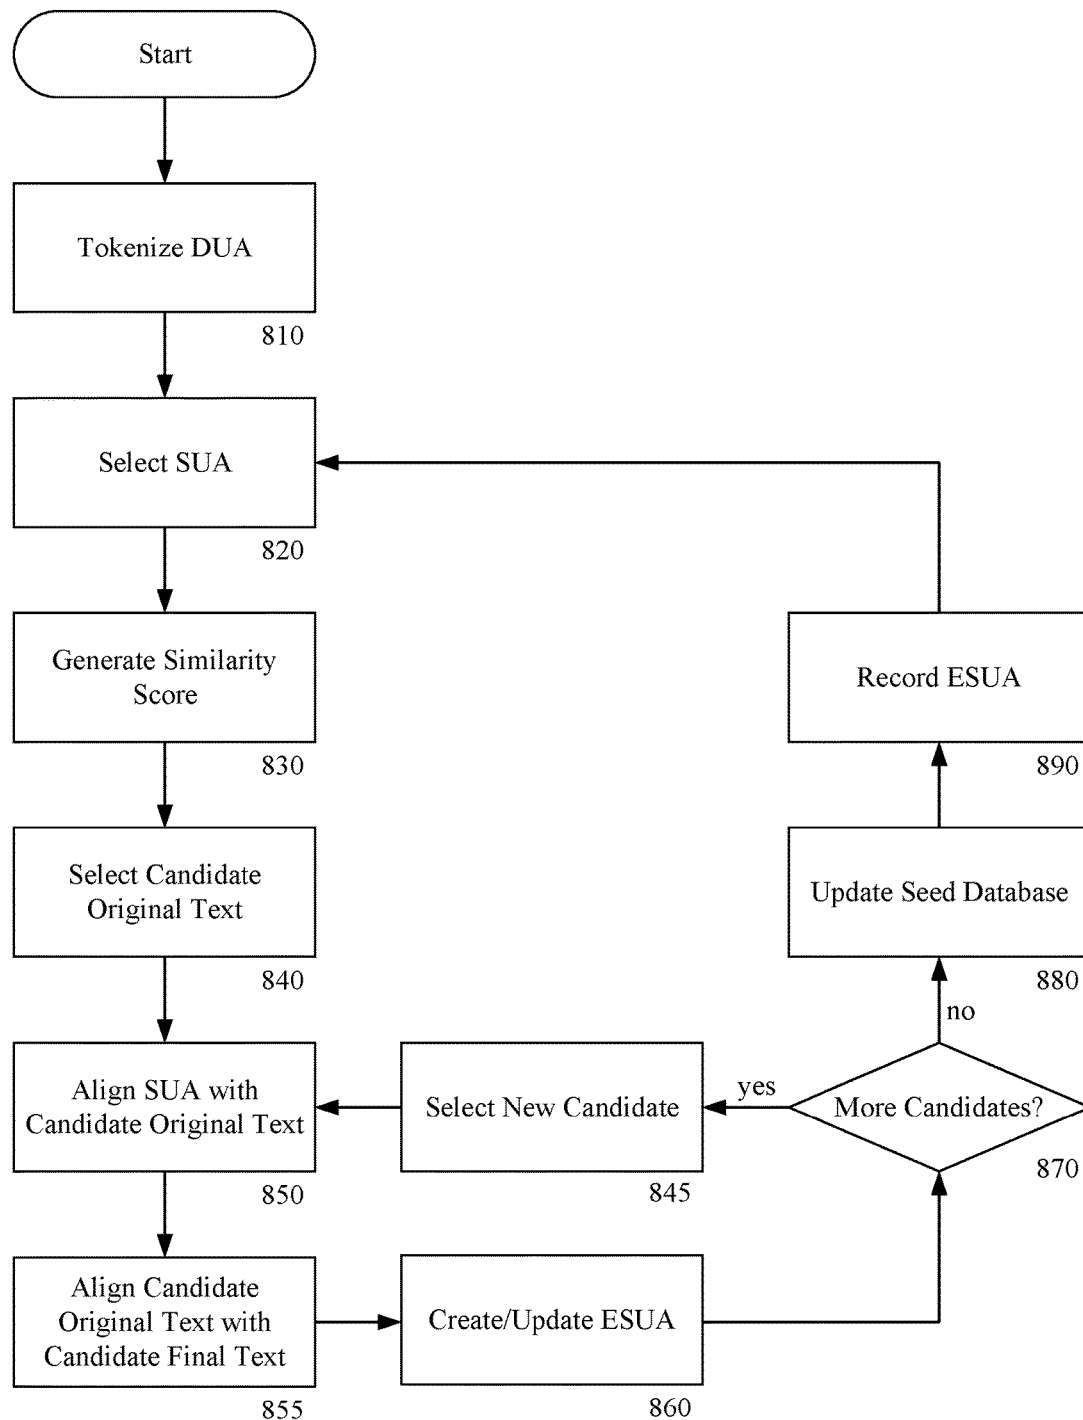 Start
Tokenize DUA
810
Select SUA
820
Generate Similarity
Score
830
Select Candidate
Original Text
840
Align SUA with
Candidate Original Text
850
Align Candidate
Original Text with
Candidate Final Text
855
Create/Update ESUA
860
More Candidates?
870
yes
Select New Candidate
845
no
Update Seed Database
880
Record ESUA
890